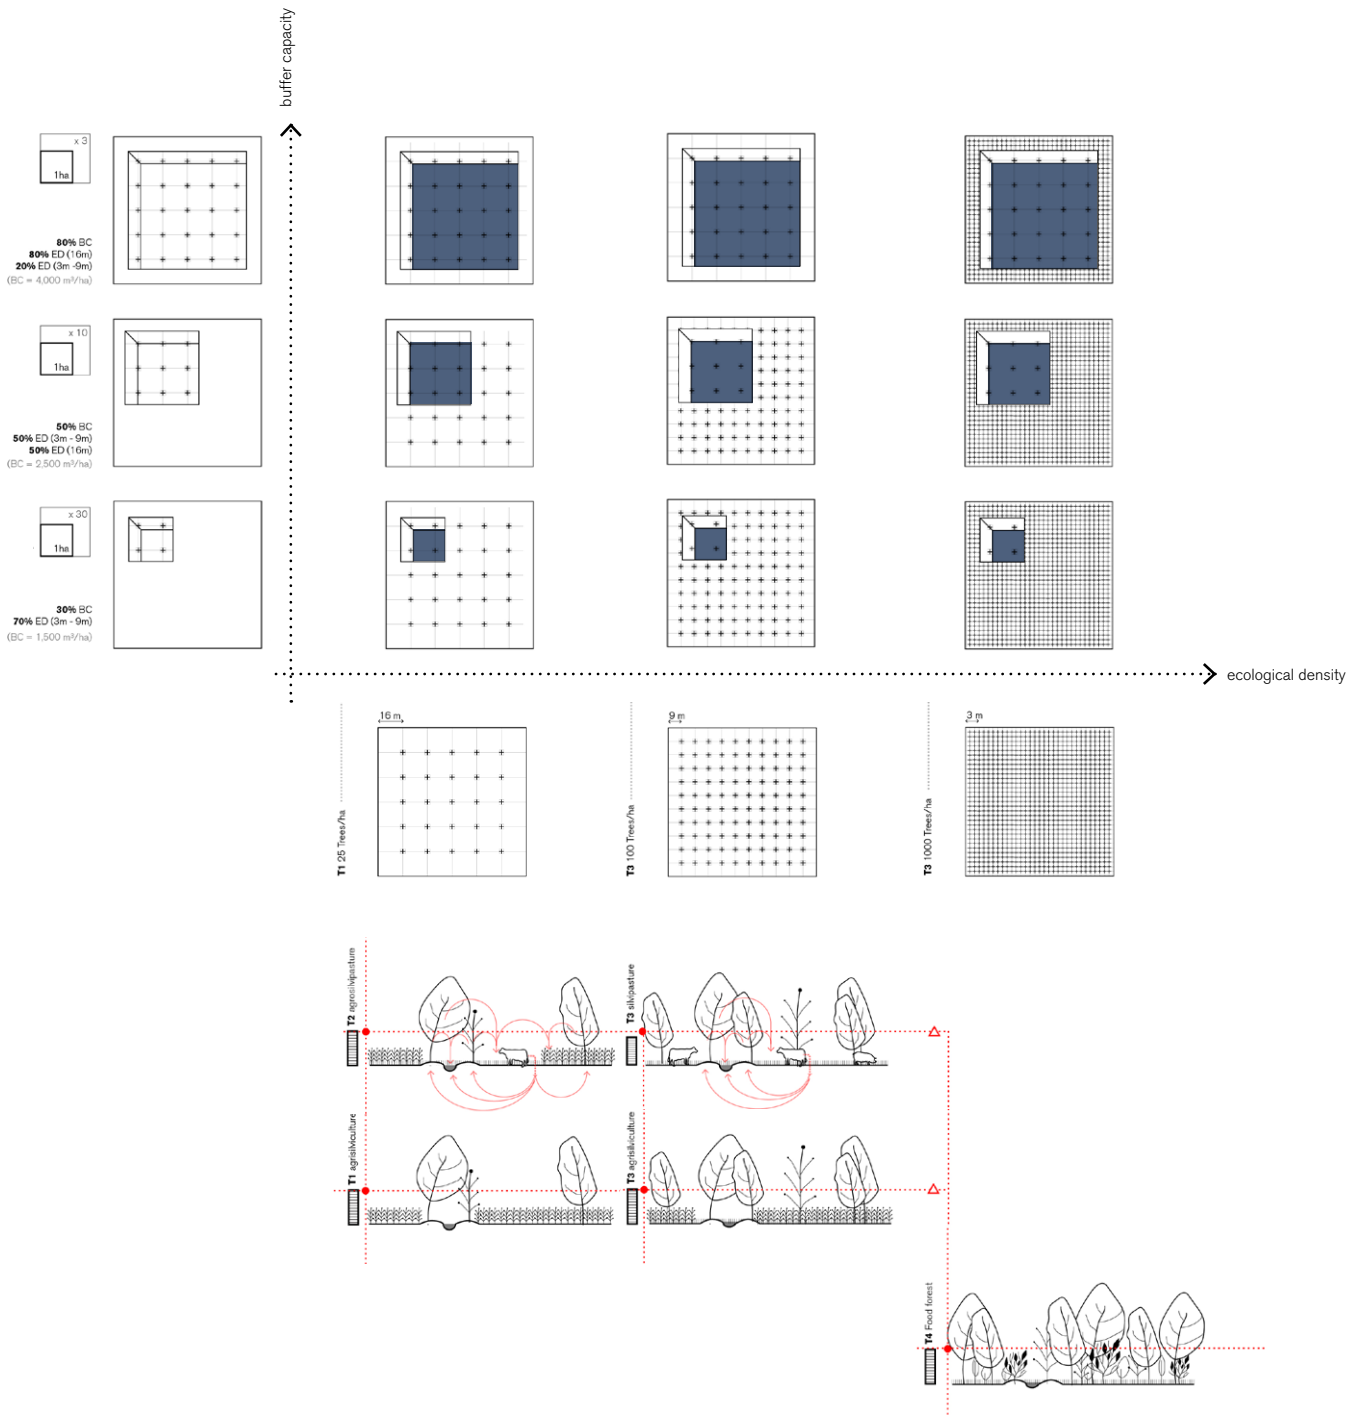 buffer capacity
x 3
1ha
80% BC
80% ED (16m)
20% ED (3m -9m)
(BC = 4,000 m³/ha)
x 10
1ha
50% BC
50% ED (3m - 9m)
50% ED (16m)
(BC = 2,500 m³/ha)
x 30
1ha
30% BC
70% ED (3m - 9m)
(BC = 1,500 m³/ha)
ecological density
16 m
9 m
3 m
T1 25 Trees/ha
T3 100 Trees/ha
T3 1000 Trees/ha
T2 agrosilvipasture
T3 silvipasture
T1 agrisilviculture
T3 agrisilviculture
T4 Food forest